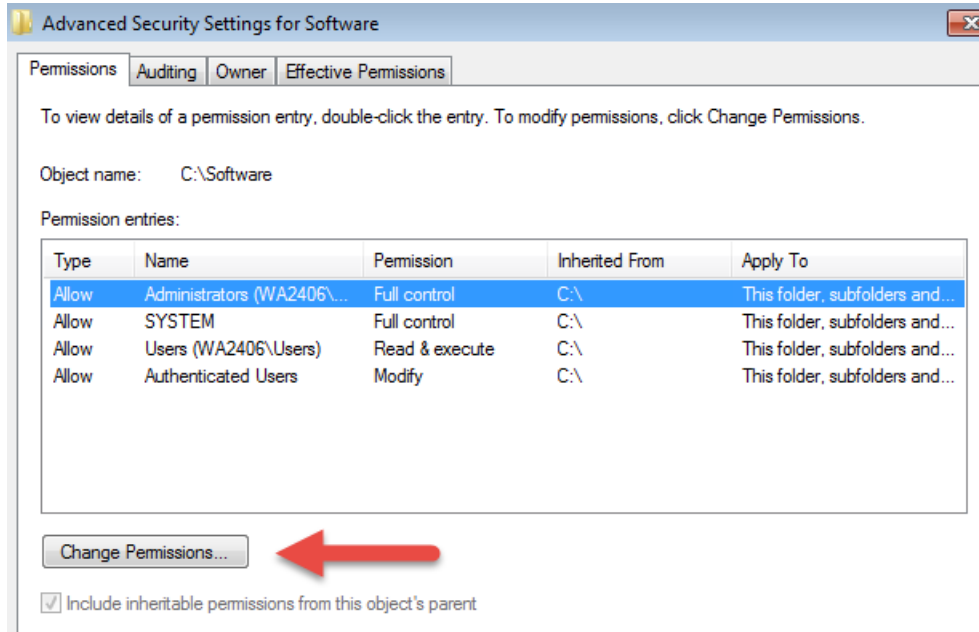 Advanced Security Settings for Software
Permissions Auditing Owner Effective Permissions
To view details of a permission entry, double-click the entry. To modify permissions, click Change Permissions.
Object name: C:\Software
Permission entries:
Type Name Permission Inherited From Apply To
Allow Administrators (WA2406\... Full control C:\ This folder, subfolders and...
Allow SYSTEM Full control C:\ This folder, subfolders and...
Allow Users (WA2406\Users) Read & execute C:\ This folder, subfolders and...
Allow Authenticated Users Modify C:\ This folder, subfolders and...
Change Permissions...
Include inheritable permissions from this object's parent